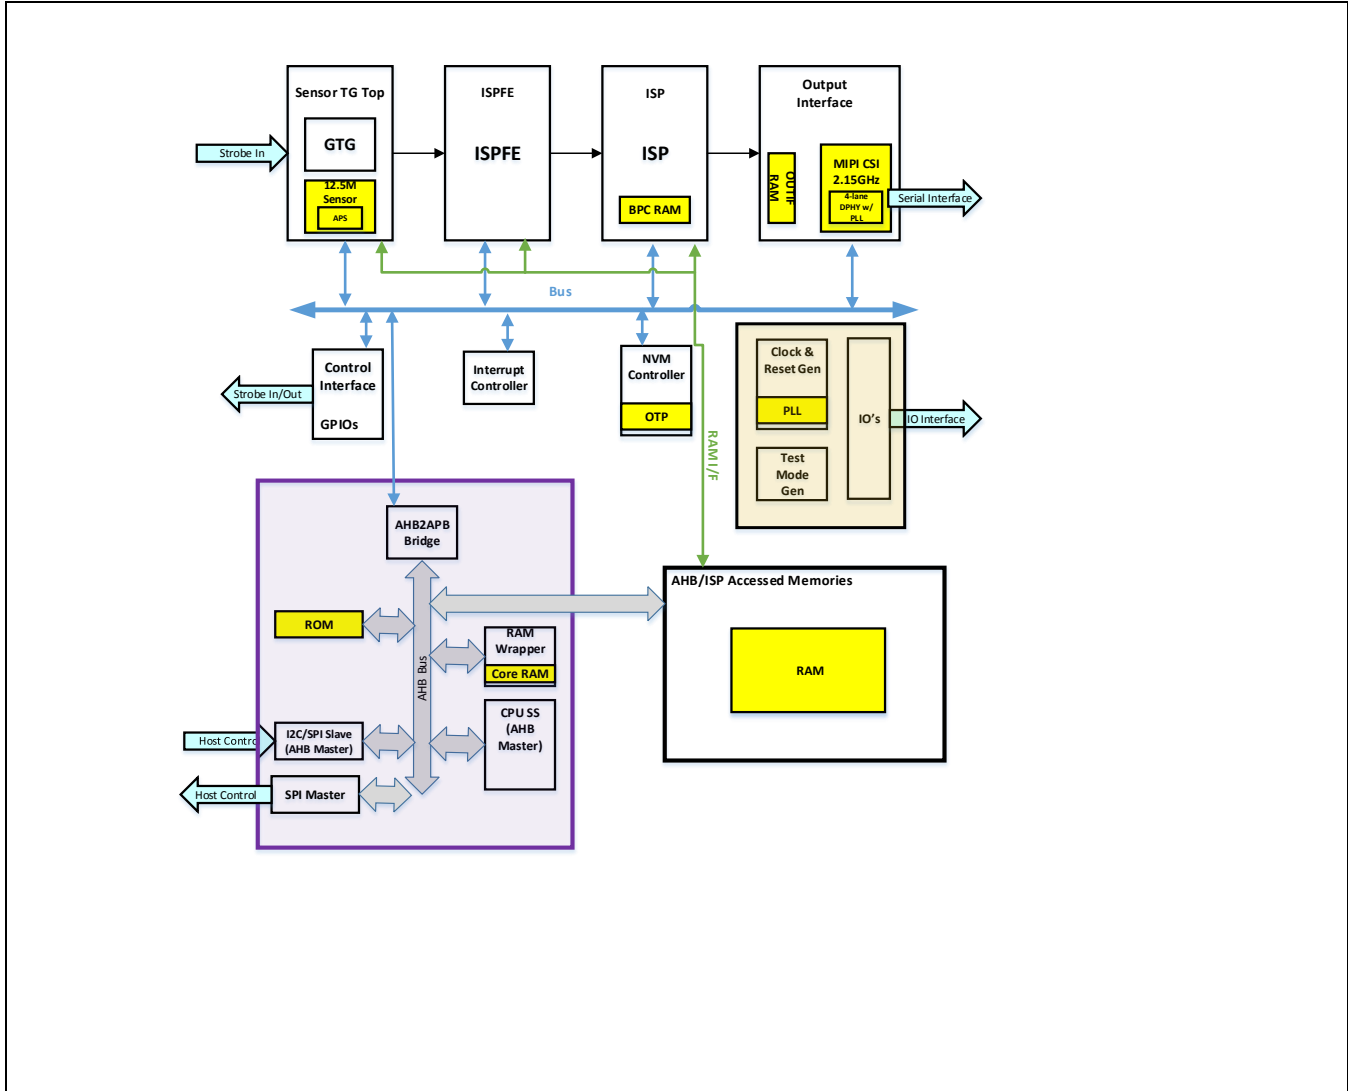 Sensor TG Top
GTG
12.5M
Sensor
APS
Strobe In
ISPFE
ISPFE
ISP
ISP
BPC RAM
Output
Interface
OUTIF
RAM
MIPI CSI
2.15GHz
4-lane
DPHY w/
PLL
Serial Interface
Bus
Control
Interface
GPIOs
Strobe In/Out
Interrupt
Controller
NVM
Controller
OTP
RAM I/F
Clock &
Reset Gen
PLL
Test
Mode
Gen
IO's
IO Interface
AHB2APB
Bridge
ROM
AHB Bus
RAM
Wrapper
Core RAM
CPU SS
(AHB
Master)
I2C/SPI Slave
(AHB Master)
Host Contro
SPI Master
Host Control
AHB/ISP Accessed Memories
RAM